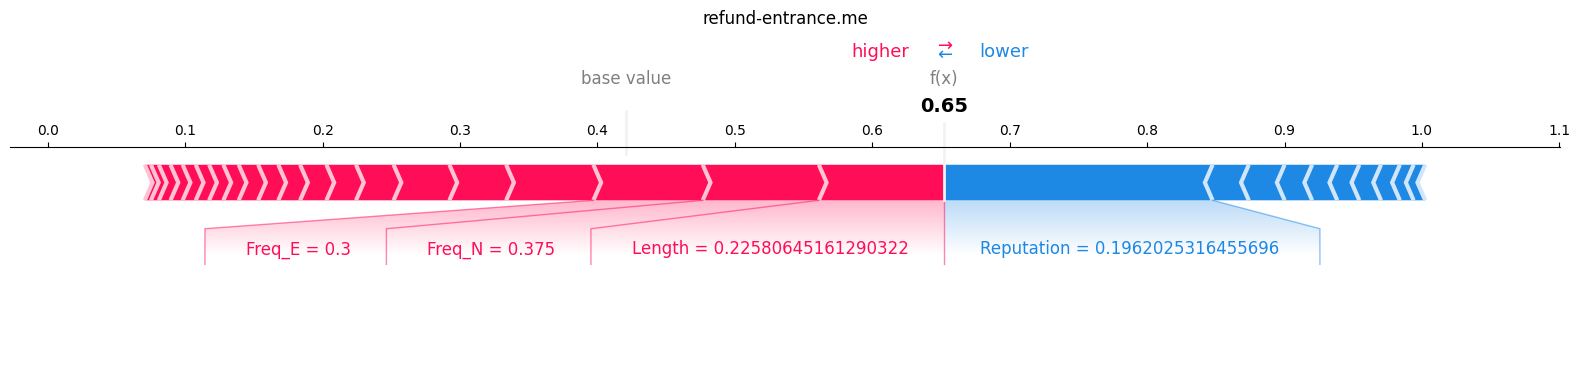 refund-entrance.me
higher → ← lower
base value f(x)
0.65
0.0 0.1 0.2 0.3 0.4 0.5 0.6 0.7 0.8 0.9 1.0 1.1
Freq_E = 0.3 Freq_N = 0.375 Length = 0.22580645161290322 Reputation = 0.1962025316455696